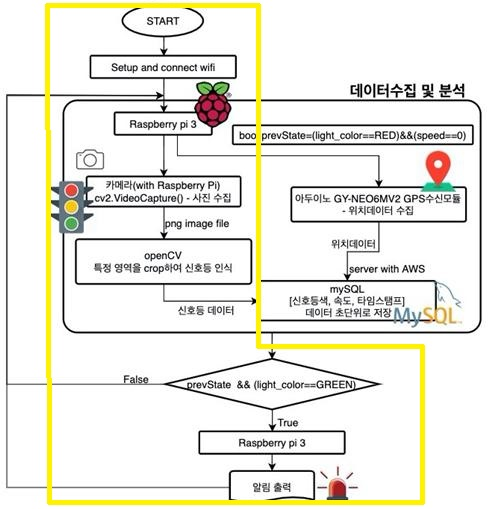 START
Setup and connect wifi
데이터수집 및 분석
Raspberry pi 3
bool prevState=(light_color==RED)&&(speed==0)
카메라(with Raspberry Pi)
cv2.VideoCapture() - 사진 수집
아두이노 GY-NEO6MV2 GPS수신모듈
- 위치데이터 수집
png image file
위치데이터
openCV
특정 영역을 crop하여 신호등 인식
server with AWS
mySQL
[신호등색, 속도, 타임스탬프]
데이터 초단위로 저장
MySQL
신호등 데이터
False
prevState && (light_color==GREEN)
True
Raspberry pi 3
알림 출력